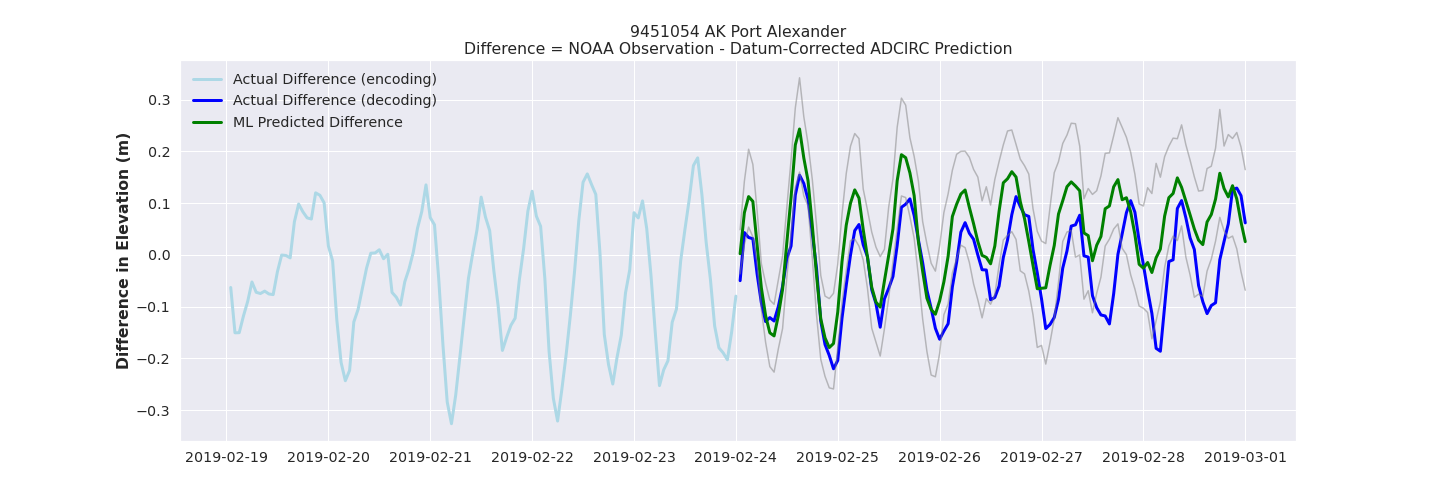 9451054 AK Port Alexander
Difference = NOAA Observation - Datum-Corrected ADCIRC Prediction
Actual Difference (encoding)
Actual Difference (decoding)
ML Predicted Difference
Difference in Elevation (m)
0.3
0.2
0.1
0.0
−0.1
−0.2
−0.3
2019-02-19 2019-02-20 2019-02-21 2019-02-22 2019-02-23 2019-02-24 2019-02-25 2019-02-26 2019-02-27 2019-02-28 2019-03-01